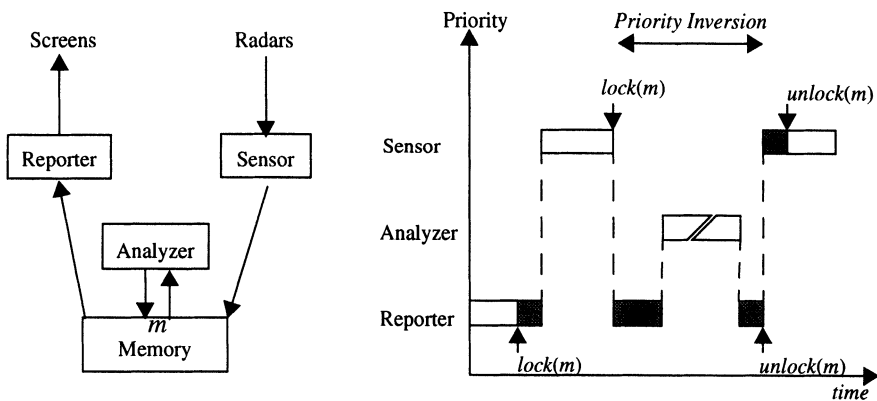 Screens
Radars
Reporter
Sensor
Analyzer
m
Memory
Priority
Priority Inversion
lock(m)
unlock(m)
Sensor
Analyzer
Reporter
lock(m)
unlock(m)
time